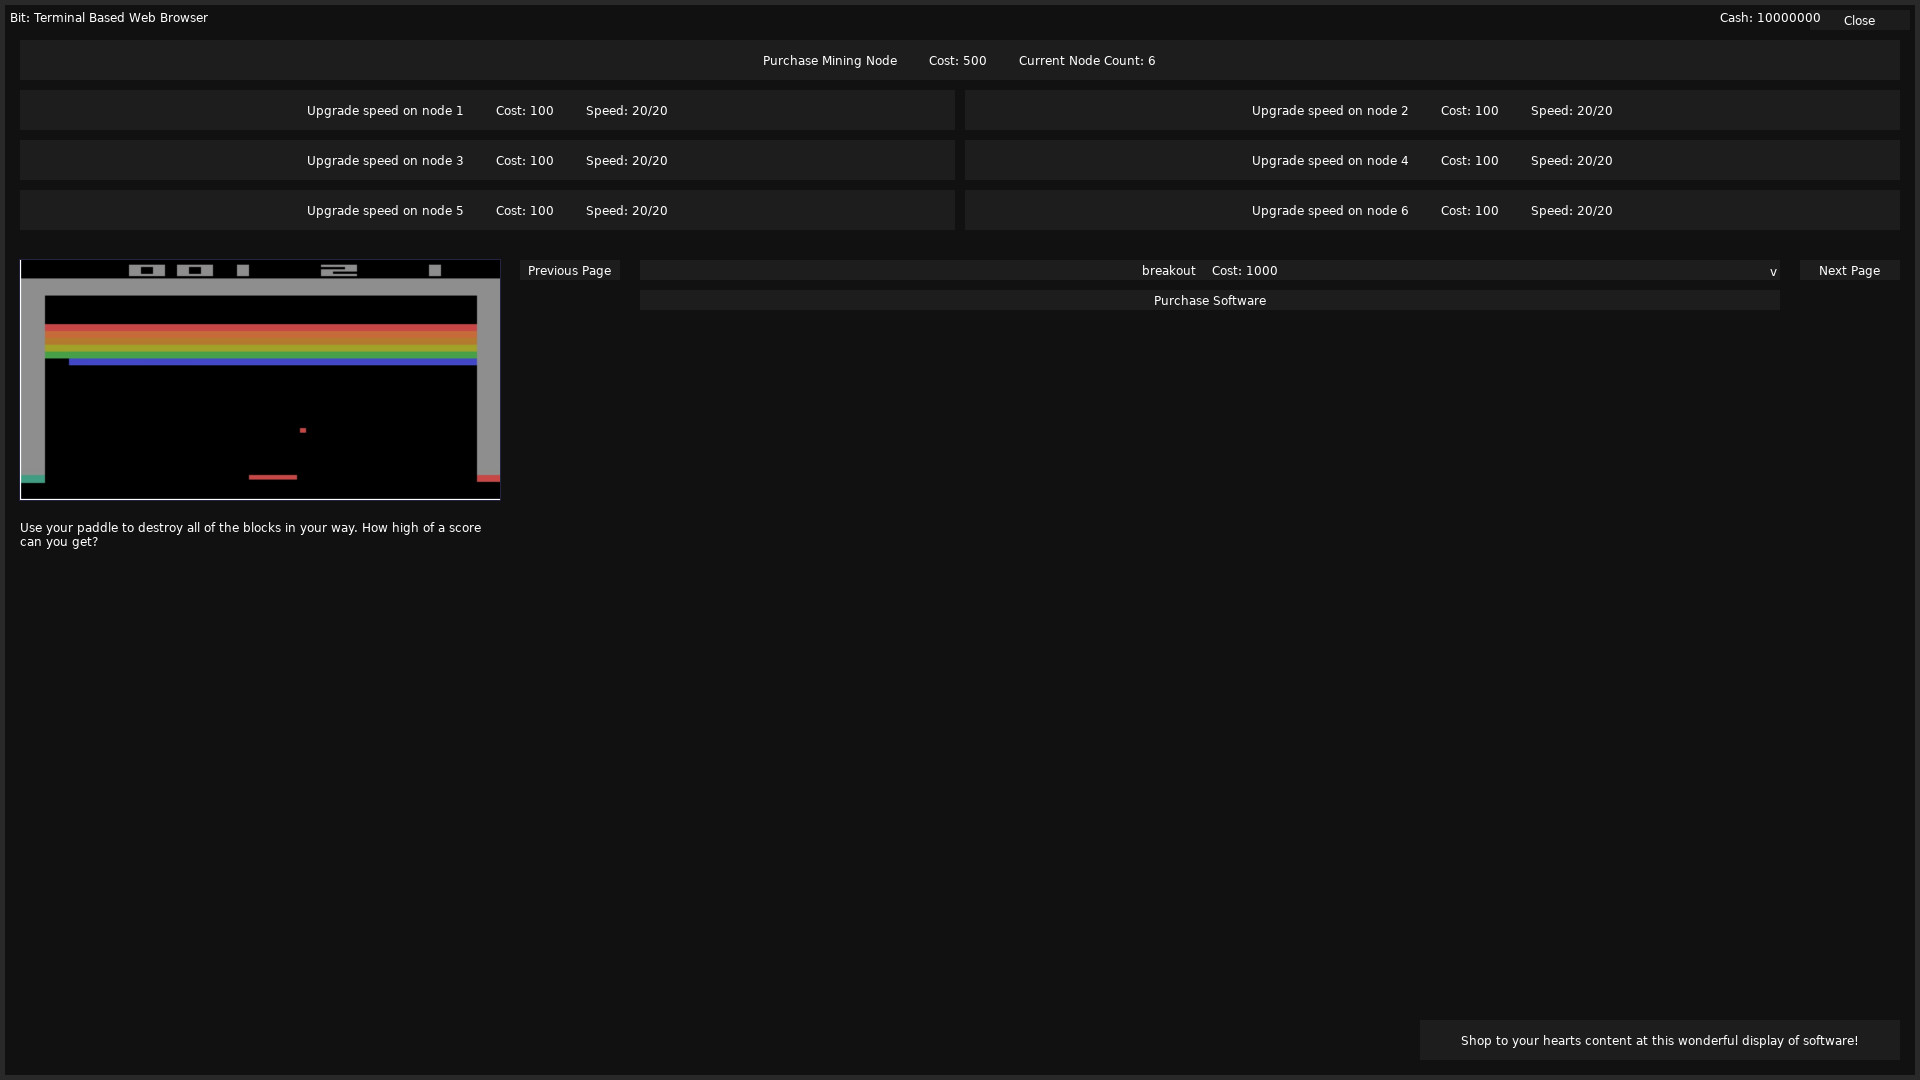 Bit: Terminal Based Web Browser
Cash: 10000000 Close
Purchase Mining Node Cost: 500 Current Node Count: 6
Upgrade speed on node 1 Cost: 100 Speed: 20/20
Upgrade speed on node 2 Cost: 100 Speed: 20/20
Upgrade speed on node 3 Cost: 100 Speed: 20/20
Upgrade speed on node 4 Cost: 100 Speed: 20/20
Upgrade speed on node 5 Cost: 100 Speed: 20/20
Upgrade speed on node 6 Cost: 100 Speed: 20/20
001 2 1
Previous Page
breakout Cost: 1000 v
Next Page
Purchase Software
Use your paddle to destroy all of the blocks in your way. How high of a score
can you get?
Shop to your hearts content at this wonderful display of software!